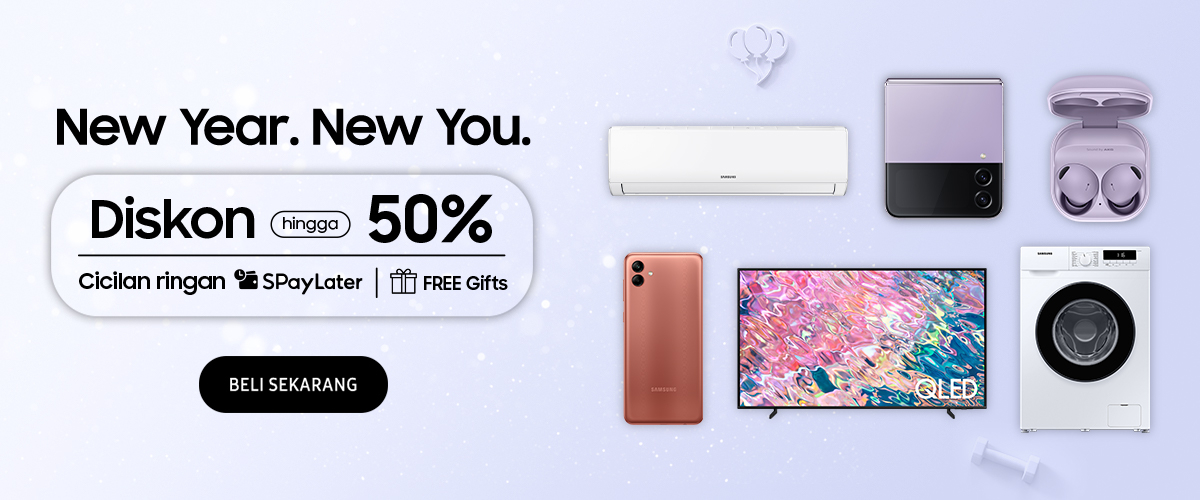 New Year. New You.
Diskon hingga 50%
Cicilan ringan SPayLater | FREE Gifts
BELI SEKARANG
SAMSUNG
SAMSUNG
QLED
SAMSUNG